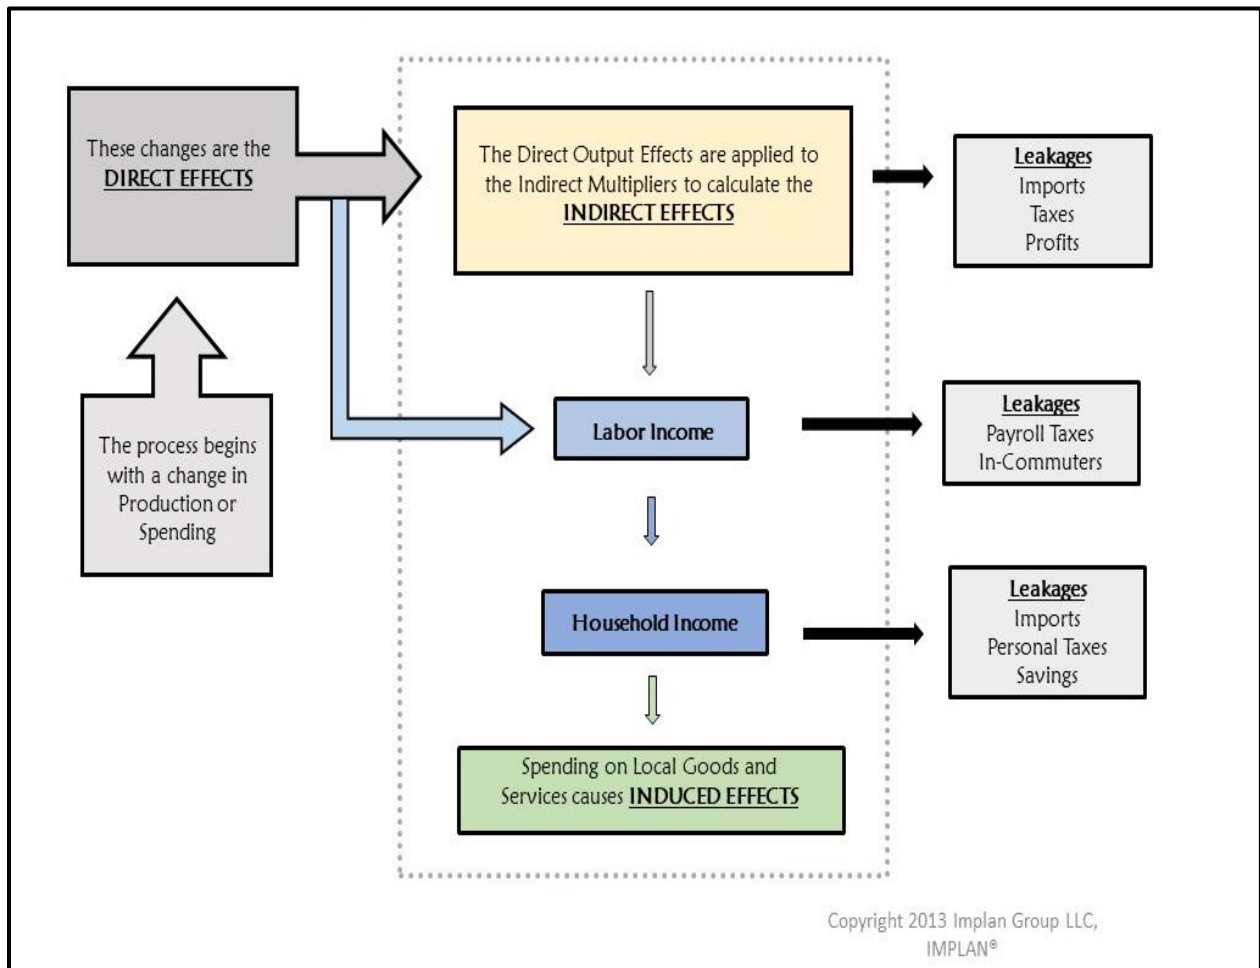 These changes are the
DIRECT EFFECTS
The process begins
with a change in
Production or
Spending
The Direct Output Effects are applied to
the Indirect Multipliers to calculate the
INDIRECT EFFECTS
Leakages
Imports
Taxes
Profits
Labor Income
Leakages
Payroll Taxes
In-Commuters
Household Income
Leakages
Imports
Personal Taxes
Savings
Spending on Local Goods and
Services causes INDUCED EFFECTS
Copyright 2013 Implan Group LLC,
IMPLAN®